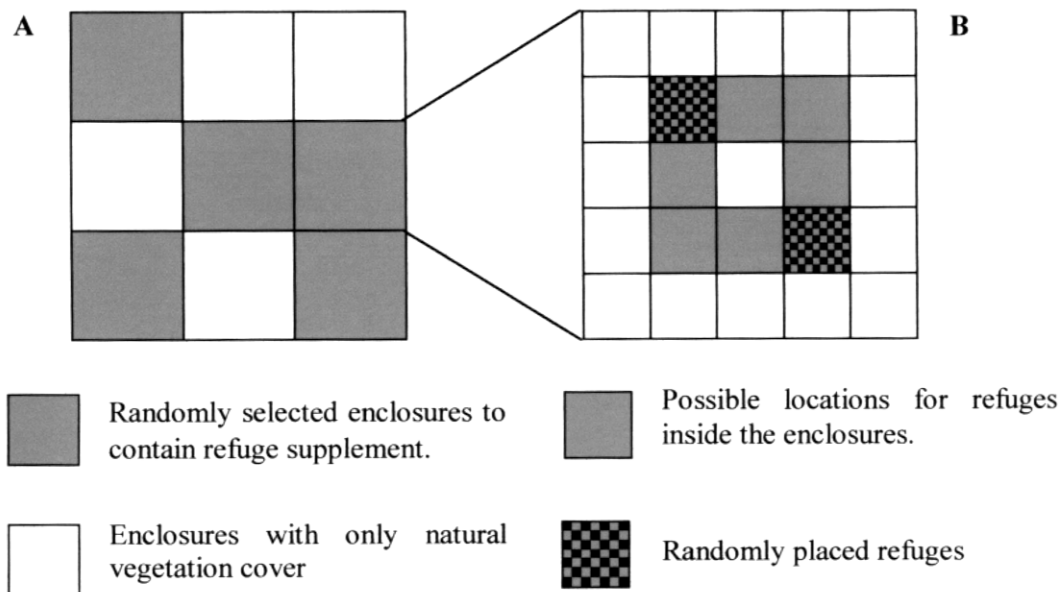 A
B
Randomly selected enclosures to
contain refuge supplement.
Possible locations for refuges
inside the enclosures.
Enclosures with only natural
vegetation cover
Randomly placed refuges